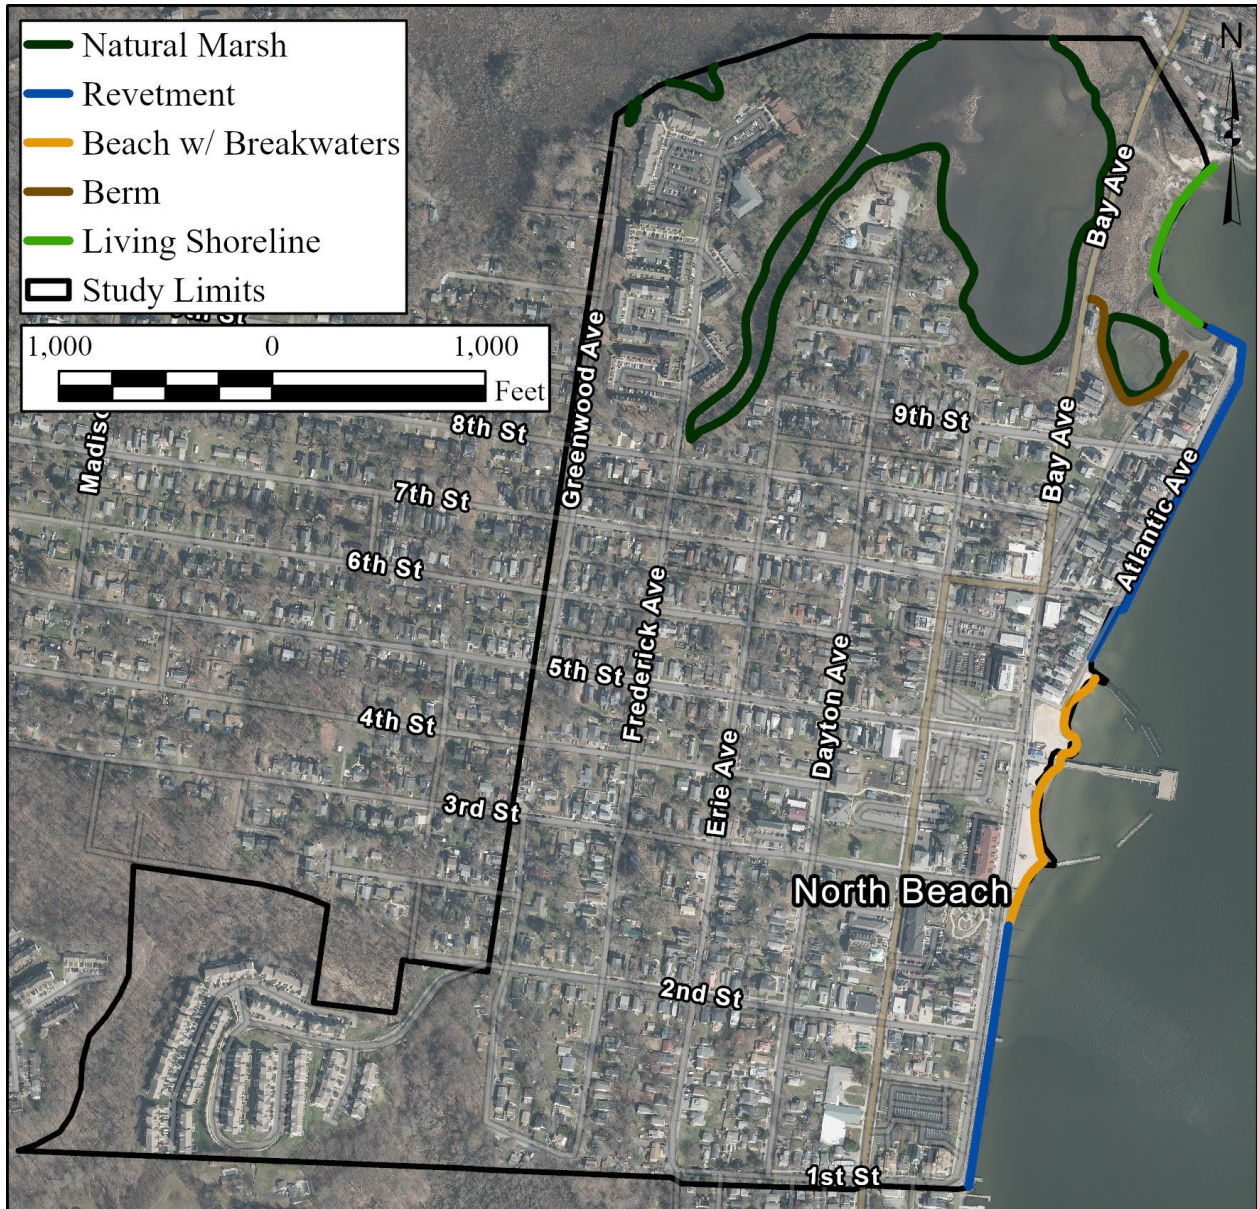 Natural Marsh
Revetment
Beach w/ Breakwaters
Berm
Living Shoreline
Study Limits
1,000 0 1,000
Feet
N
Bay Ave
Greenwood Ave
8th St
9th St
Bay Ave
7th St
Atlantic Ave
6th St
Frederick Ave
5th St
Dayton Ave
4th St
Erie Ave
3rd St
North Beach
2nd St
1st St